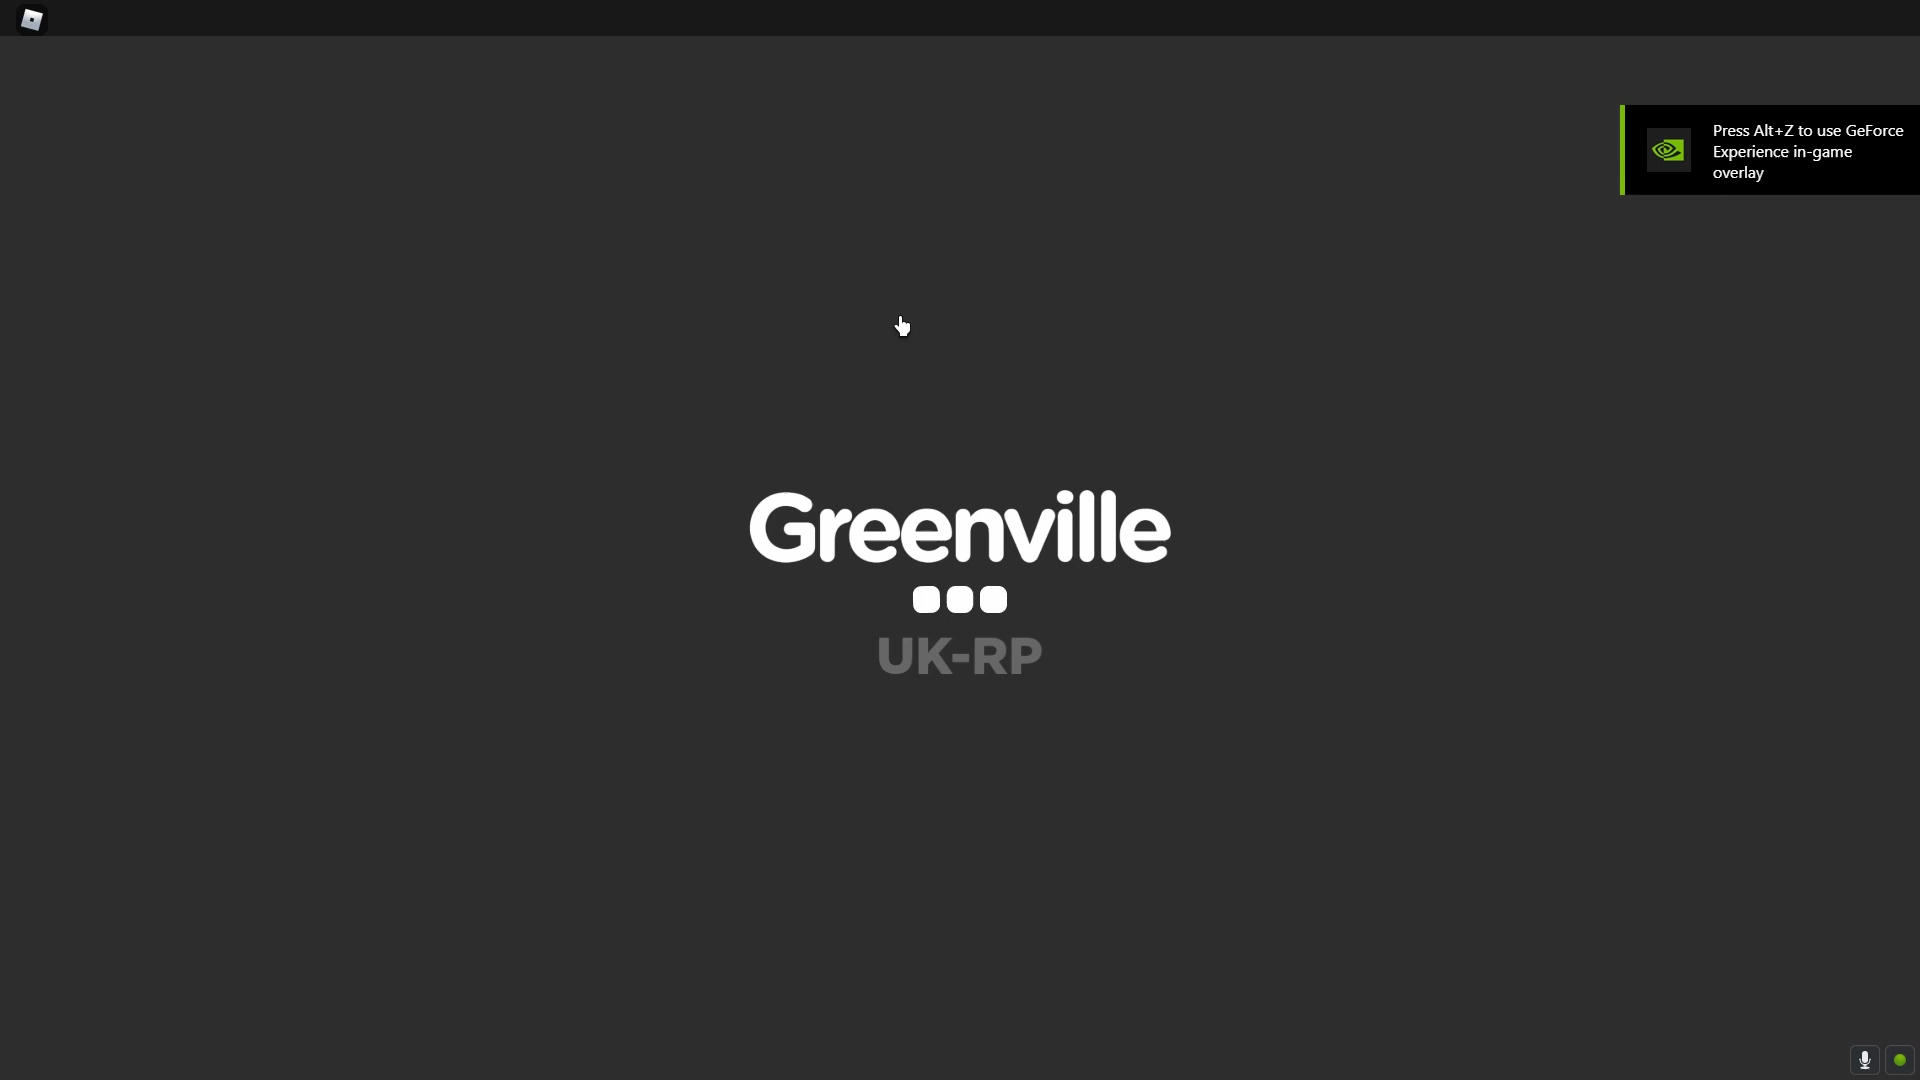 Press Alt+Z to use GeForce
Experience in-game
overlay
Greenville
UK-RP